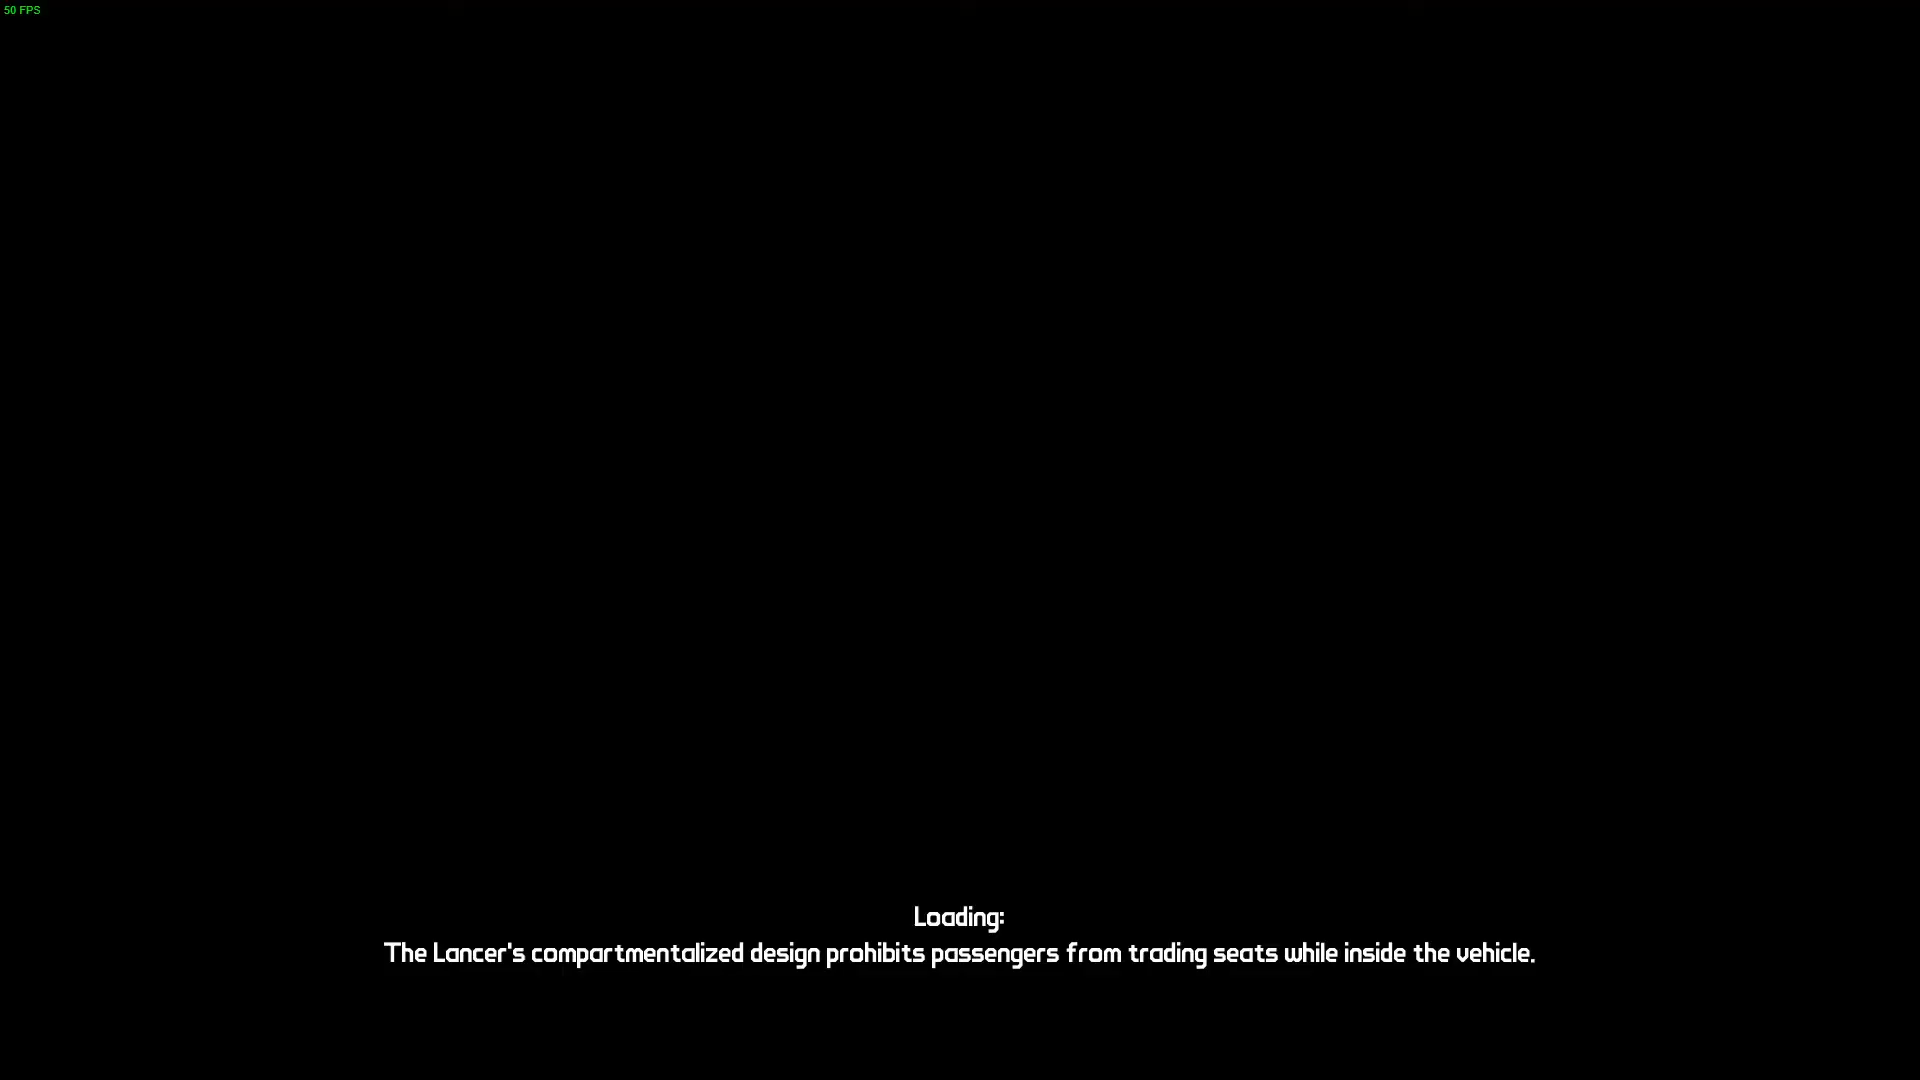 50 FPS
Loading:
The Lancer's compartmentalized design prohibits passengers from trading seats while inside the vehicle.